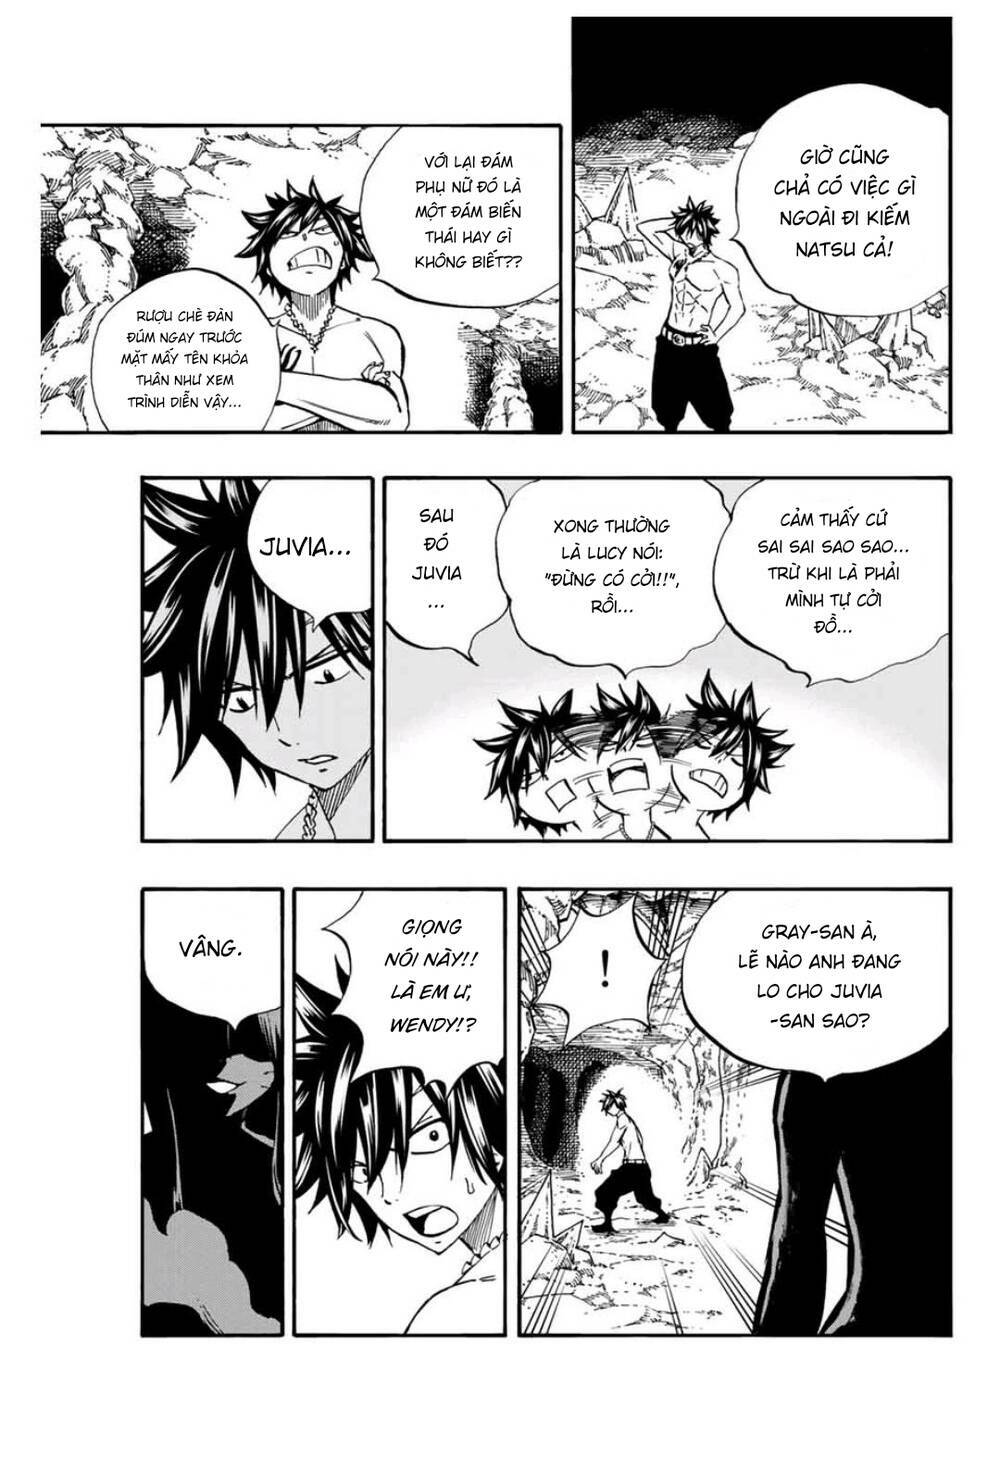 GIỜ CŨNG
CHẢ CÓ VIỆC GÌ
NGOÀI ĐI KIẾM
NATSU CẢ!
VỚI LẠI ĐÁM
PHỤ NỮ ĐÓ LÀ
MỘT ĐÁM BIẾN
THÁI HAY GÌ
KHÔNG BIẾT??
RƯỢU CHÈ ĐÀN
ĐÚM NGAY TRƯỚC
MẶT MẤY TÊN KHỎA
THÂN NHƯ XEM
TRÌNH DIỄN VẬY...
CẢM THẤY CỨ
SAI SAI SAO SAO...
TRỪ KHI LÀ PHẢI
MÌNH TỰ CỞI
ĐỒ...
XONG THƯỜNG
LÀ LUCY NÓI:
"ĐỪNG CÓ CỞI!!",
RỒI...
SAU
ĐÓ
JUVIA
...
JUVIA...
GRAY-SAN À,
LẼ NÀO ANH ĐANG
LO CHO JUVIA
-SAN SAO?
!
GIỌNG
NÓI NÀY!!
LÀ EM Ư,
WENDY!?
VÂNG.